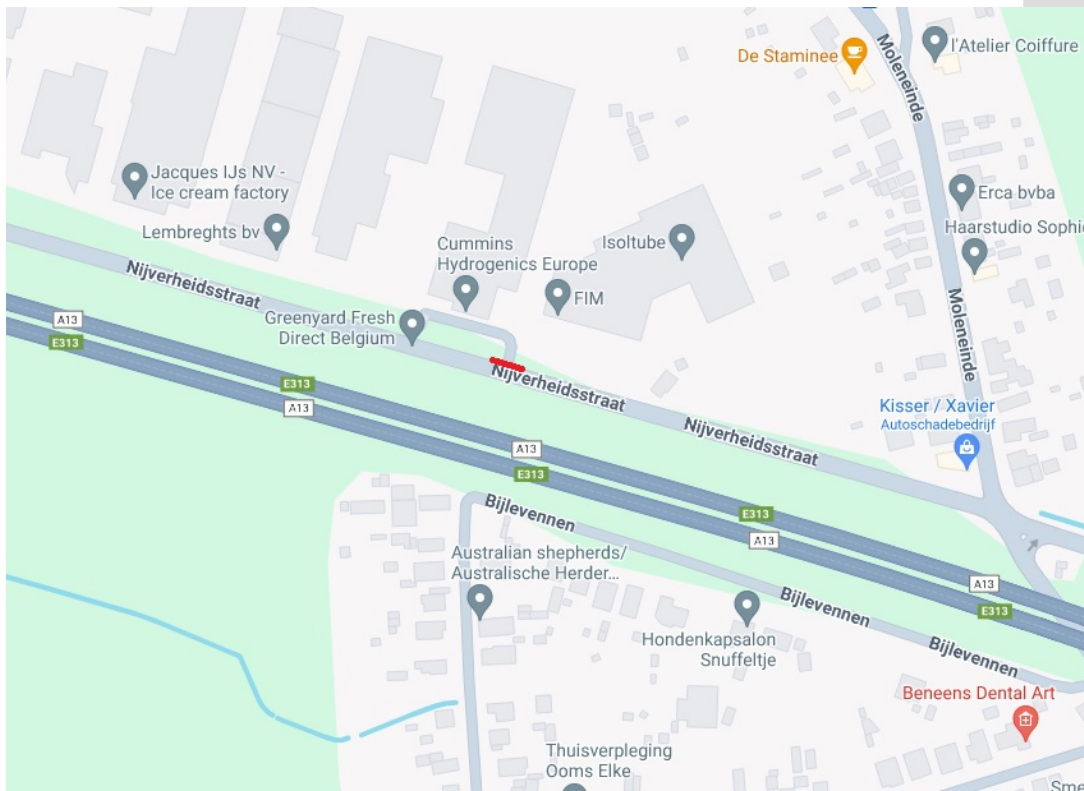 De Staminee
l'Atelier Coiffure
Moleneinde
Jacques IJs NV -
Ice cream factory
Erca bvba
Lembreghts bv
Haarstudio Sophie
Cummins
Hydrogenics Europe
Isoltube
Nijverheidsstraat
FIM
Greenyard Fresh
Direct Belgium
Moleneinde
A13
E313
E313
A13
Nijverheidsstraat
Kisser / Xavier
Autoschadebedrijf
Nijverheidsstraat
A13
E313
Bijlevennen
E313
A13
Australian shepherds/
Australische Herder...
A13
E313
Bijlevennen
Hondenkapsalon
Snuffeltje
Bijlevennen
Beneens Dental Art
Thuisverpleging
Ooms Elke